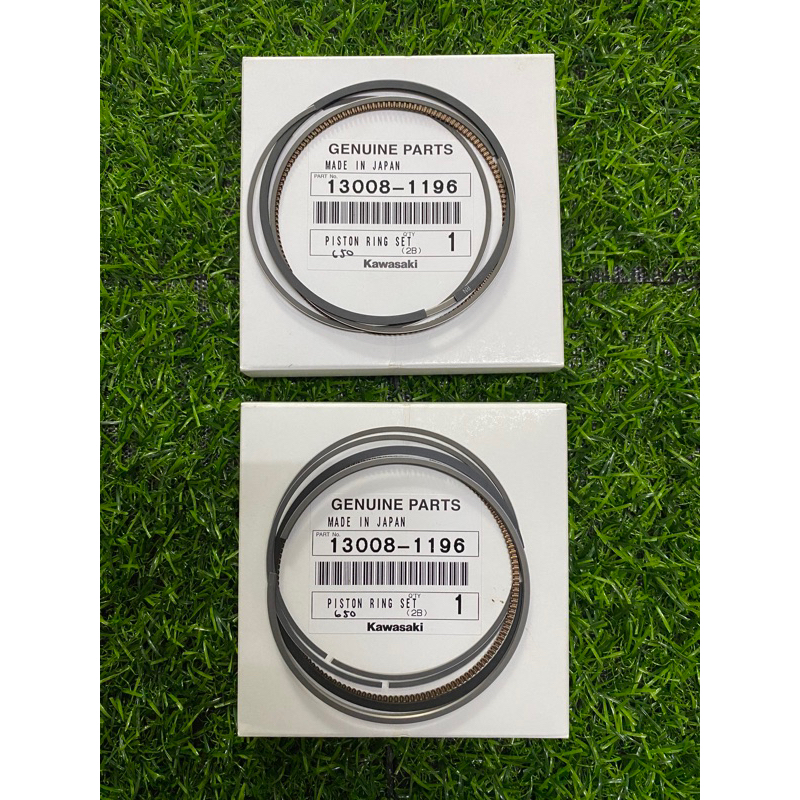 GENUINE PARTS
MADE IN JAPAN
PART No.
13008-1196
Q'TY
PISTON RING SET 1
650 (2B)
Kawasaki
GENUINE PARTS
MADE IN JAPAN
PART No.
13008-1196
Q'TY
PISTON RING SET 1
650 (2B)
Kawasaki